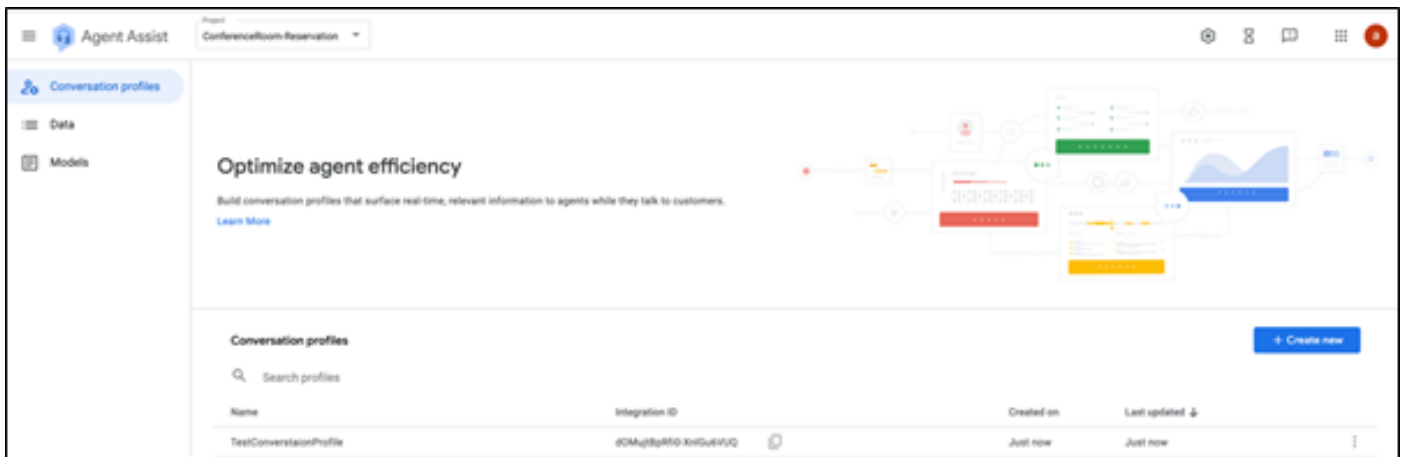 Project
Agent Assist
ConferenceRoom-Reservation
a
Conversation profiles
Data
Models
Optimize agent efficiency
Build conversation profiles that surface real-time, relevant information to agents while they talk to customers.
Learn More
Conversation profiles
+ Create new
Search profiles
Name Integration ID Created on Last updated
TestConverstaionProfile Just now Just now